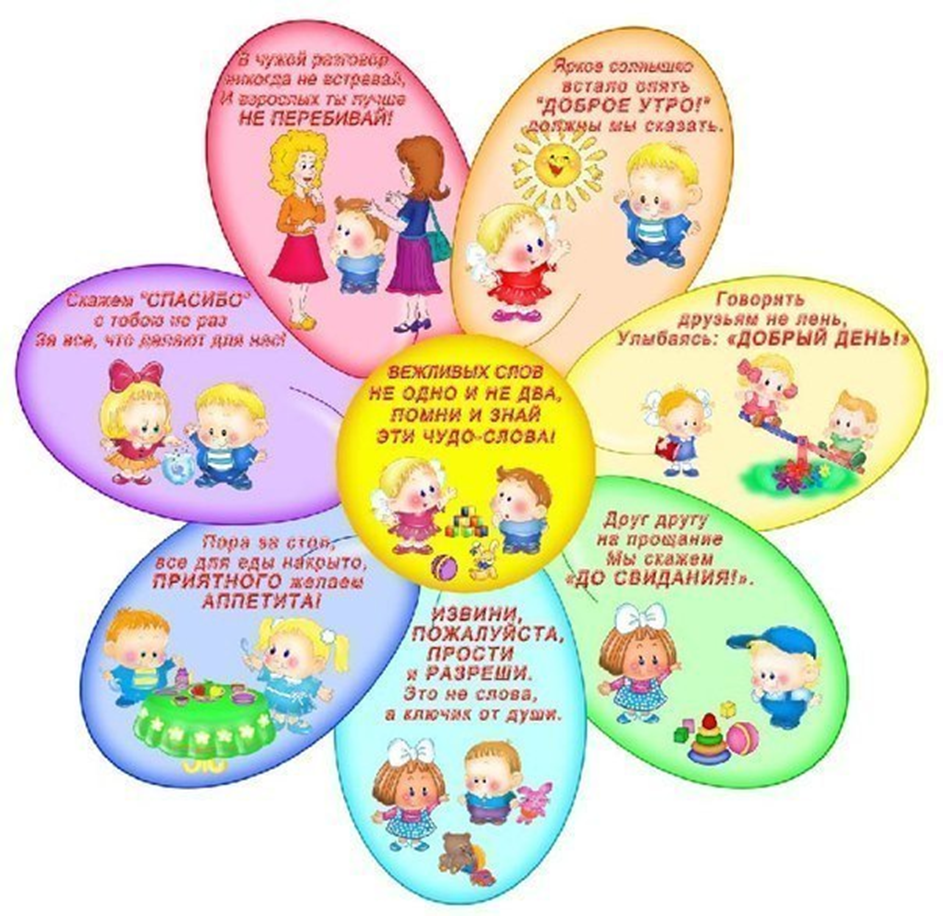 В чужой разговор
никогда не встревай,
И взрослых ты лучше
НЕ ПЕРЕБИВАЙ!
Яркое солнышко
встало опять
"ДОБРОЕ УТРО!"
должны мы сказать.
Скажем "СПАСИБО"
с тобою не раз
За все, что делают для нас!
Говорить
друзьям не лень,
Улыбаясь: «ДОБРЫЙ ДЕНЬ!»
ВЕЖЛИВЫХ СЛОВ
НЕ ОДНО И НЕ ДВА,
ПОМНИ И ЗНАЙ
ЭТИ ЧУДО-СЛОВА!
Пора за стол,
все для еды накрыто,
ПРИЯТНОГО желаем
АППЕТИТА!
Друг другу
на прощание
Мы скажем
«ДО СВИДАНИЯ!».
ИЗВИНИ,
ПОЖАЛУЙСТА,
ПРОСТИ
и РАЗРЕШИ.
Это не слова,
а ключик от души.